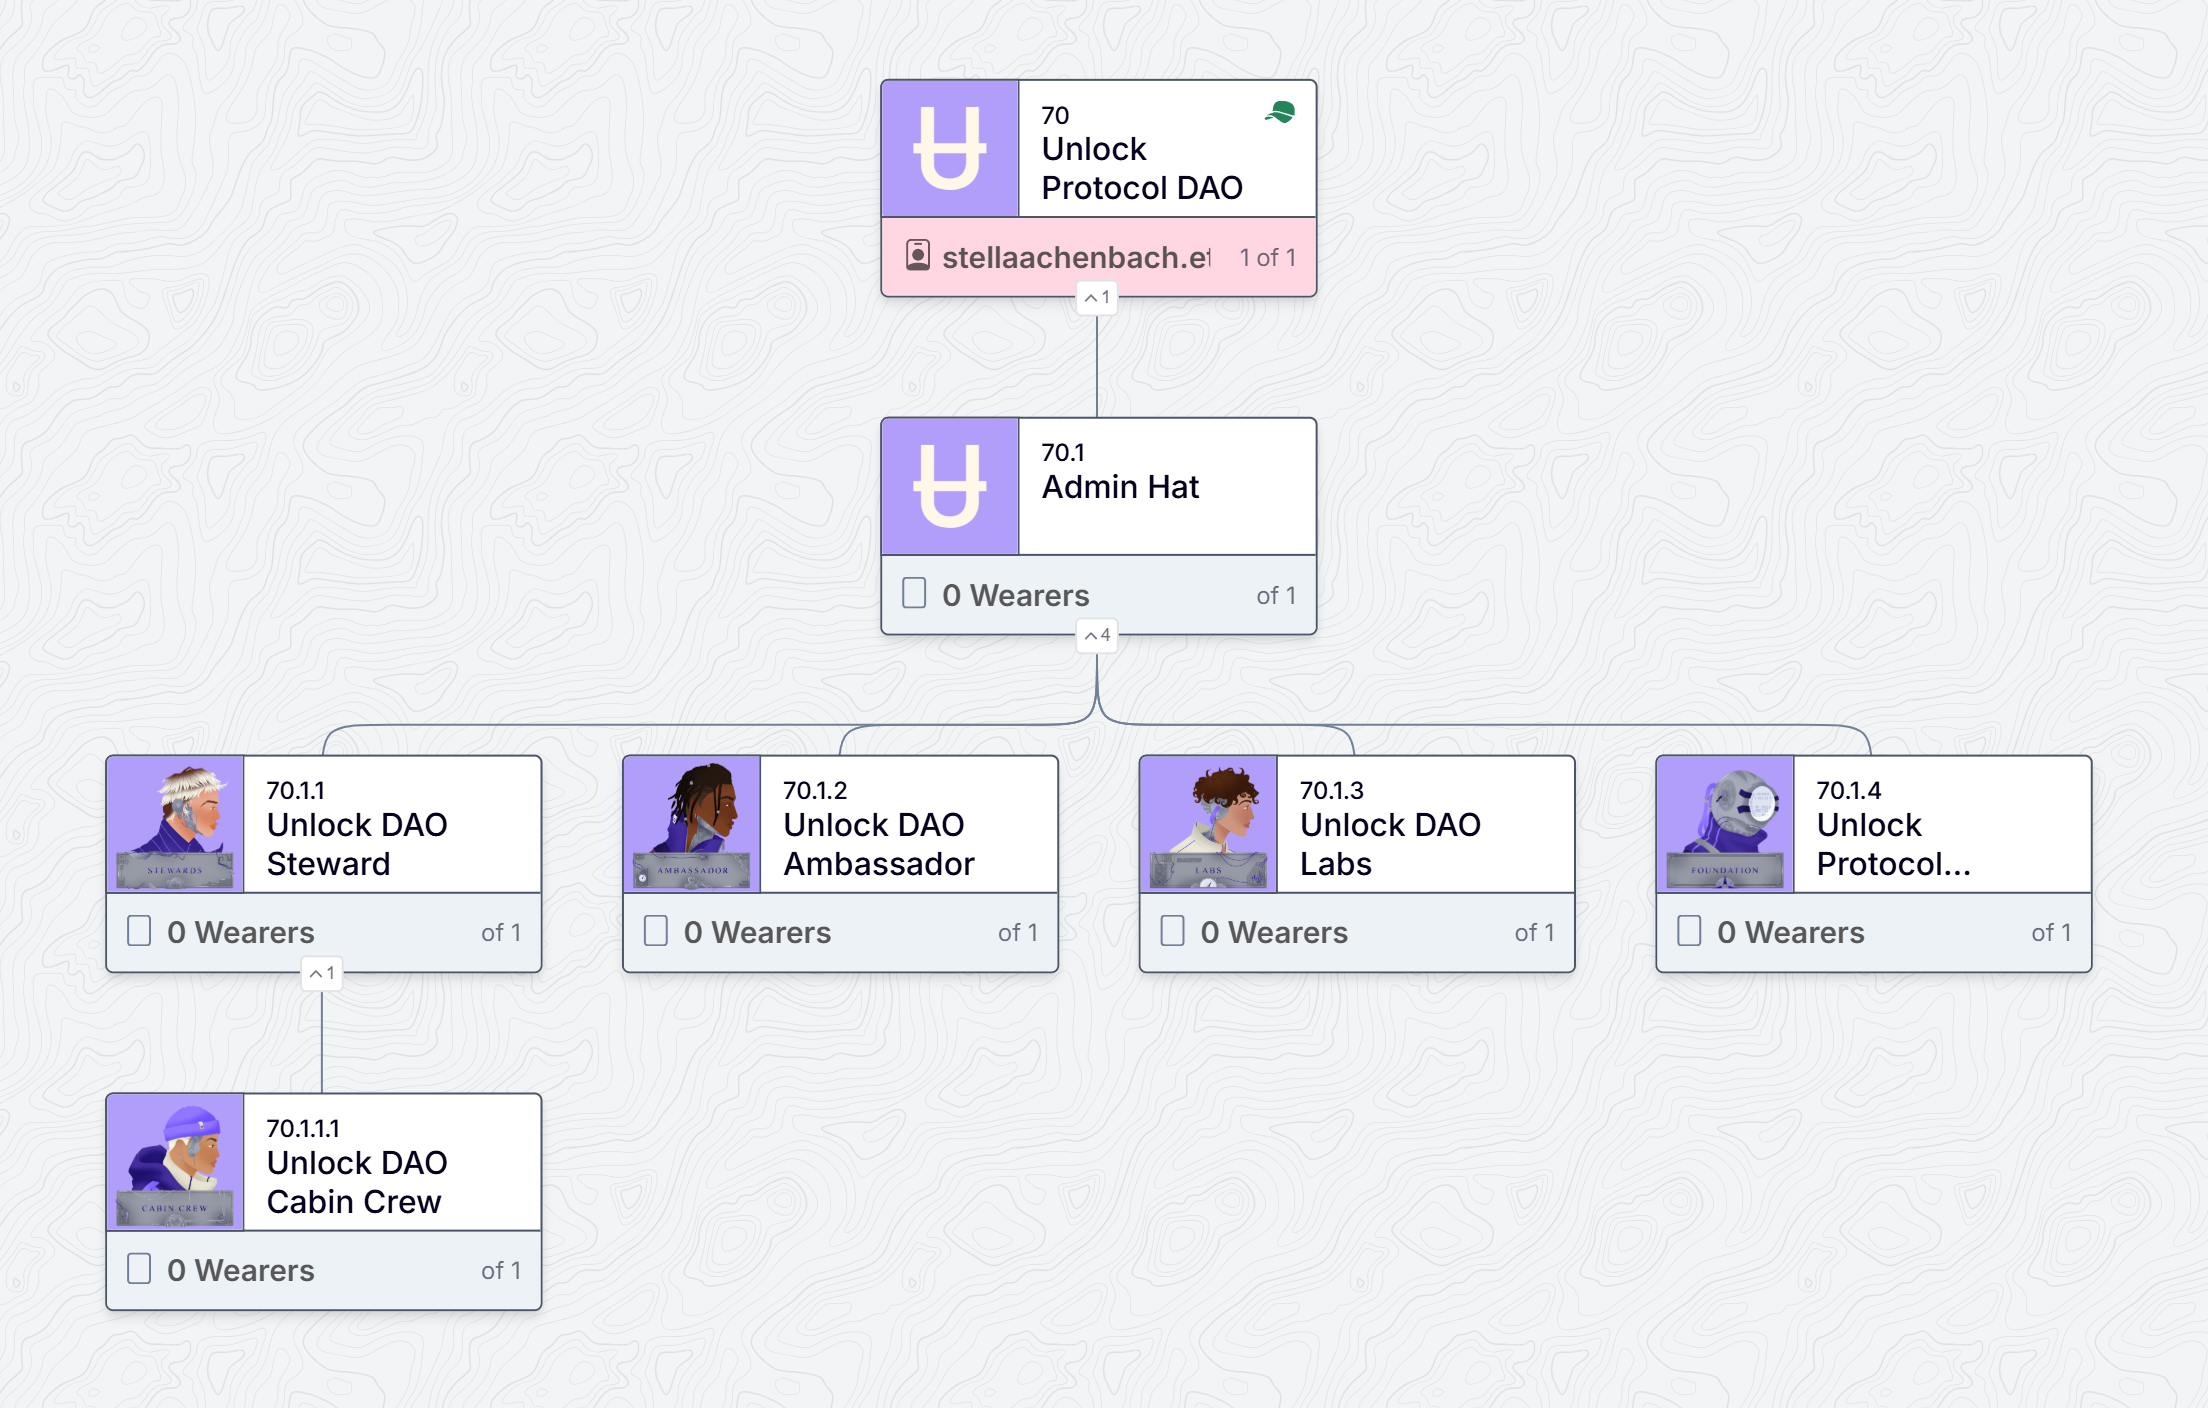 70
Unlock
Protocol DAO
stellaachenbach.et
1 of 1
1
70.1
Admin Hat
0 Wearers
of 1
4
70.1.1
Unlock DAO
Steward
STEWARDS
0 Wearers
of 1
1
70.1.2
Unlock DAO
Ambassador
AMBASSADOR
0 Wearers
of 1
70.1.3
Unlock DAO
Labs
LABS
0 Wearers
of 1
70.1.4
Unlock
Protocol...
FOUNDATION
0 Wearers
of 1
70.1.1.1
Unlock DAO
Cabin Crew
CABIN CREW
0 Wearers
of 1